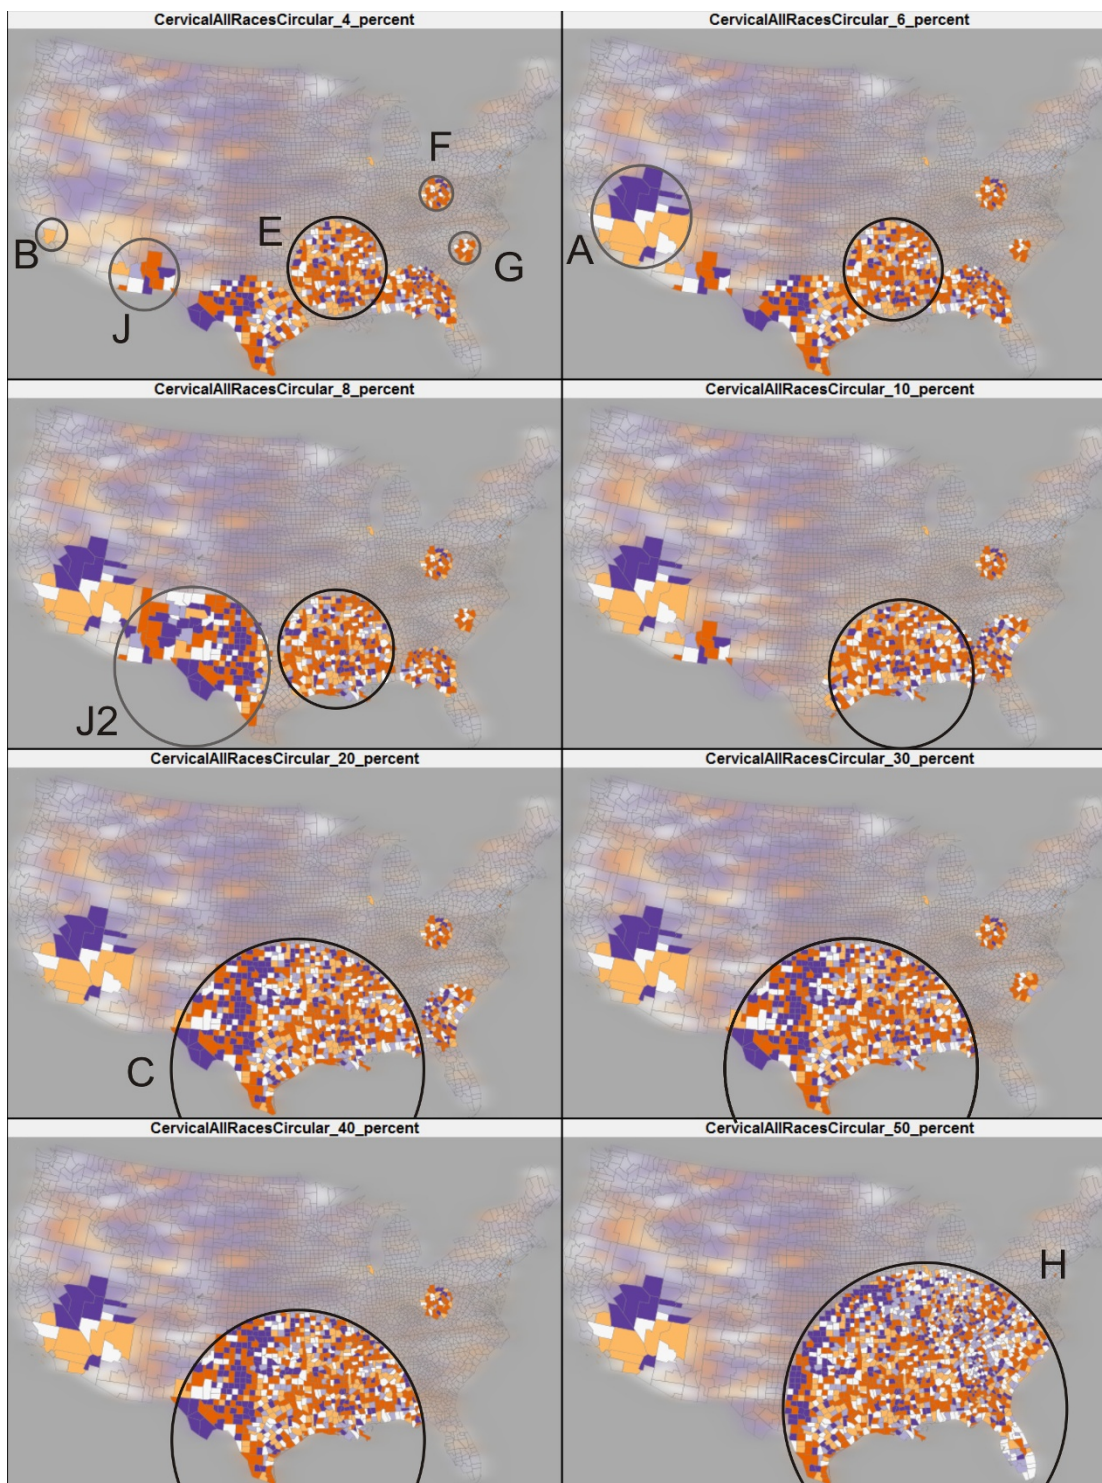 CervicalAllRacesCircular_4_percent
CervicalAllRacesCircular_6_percent
F
E
B
G
J
A
CervicalAllRacesCircular_8_percent
CervicalAllRacesCircular_10_percent
J2
CervicalAllRacesCircular_20_percent
CervicalAllRacesCircular_30_percent
C
CervicalAllRacesCircular_40_percent
CervicalAllRacesCircular_50_percent
H